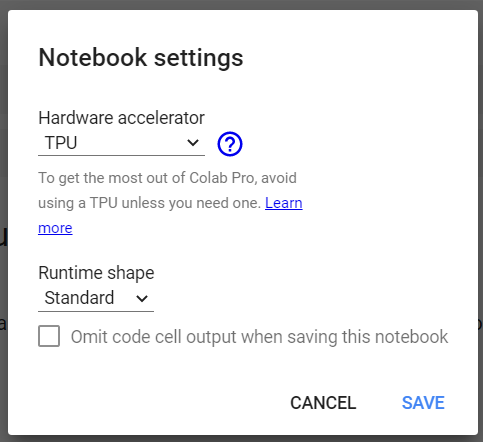 Notebook settings
Hardware accelerator
TPU
?
To get the most out of Colab Pro, avoid
using a TPU unless you need one. Learn
more
Runtime shape
Standard
Omit code cell output when saving this notebook
CANCEL SAVE